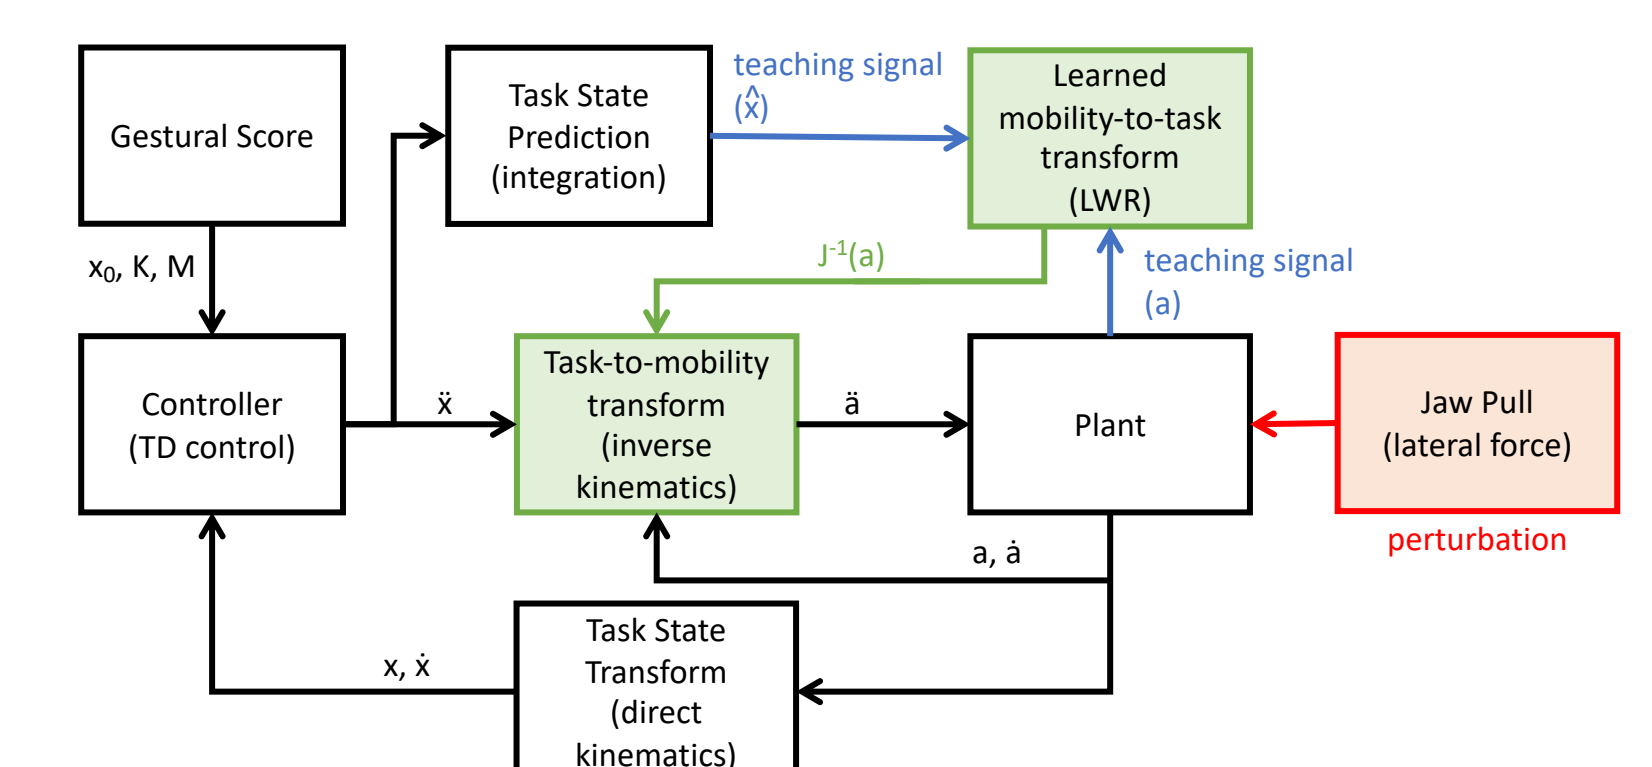 Gestural Score
Task State
Prediction
(integration)
teaching signal
(x̂)
Learned
mobility-to-task
transform
(LWR)
x₀, K, M
J⁻¹(a)
teaching signal
(a)
Controller
(TD control)
ẍ
Task-to-mobility
transform
(inverse
kinematics)
ä
Plant
Jaw Pull
(lateral force)
perturbation
a, ȧ
x, ẋ
Task State
Transform
(direct
kinematics)